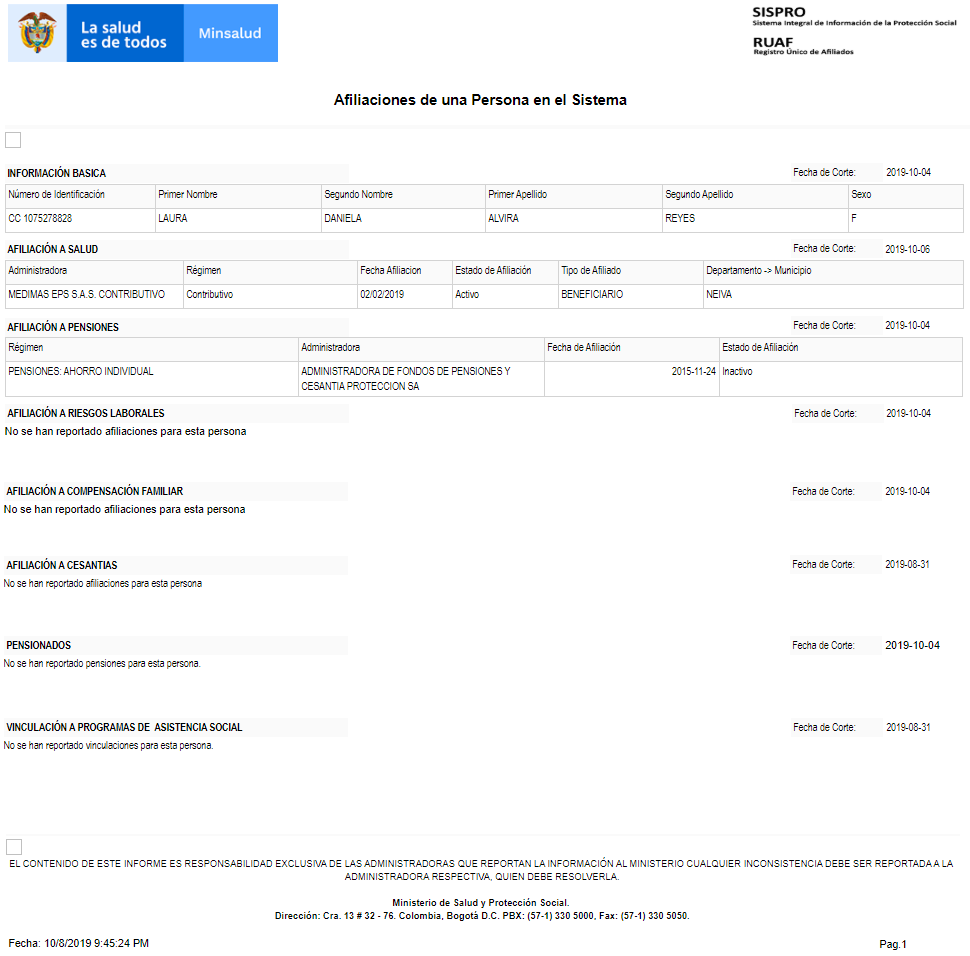 La salud
es de todos
Minsalud
SISPRO
Sistema Integral de Información de la Protección Social
RUAF
Registro Único de Afiliados
Afiliaciones de una Persona en el Sistema
INFORMACIÓN BASICA Fecha de Corte: 2019-10-04
Número de Identificación Primer Nombre Segundo Nombre Primer Apellido Segundo Apellido Sexo
CC 1075278828 LAURA DANIELA ALVIRA REYES F
AFILIACIÓN A SALUD Fecha de Corte: 2019-10-06
Administradora Régimen Fecha Afiliacion Estado de Afiliación Tipo de Afiliado Departamento -> Municipio
MEDIMAS EPS S.A.S. CONTRIBUTIVO Contributivo 02/02/2019 Activo BENEFICIARIO NEIVA
AFILIACIÓN A PENSIONES Fecha de Corte: 2019-10-04
Régimen Administradora Fecha de Afiliación Estado de Afiliación
PENSIONES: AHORRO INDIVIDUAL ADMINISTRADORA DE FONDOS DE PENSIONES Y 2015-11-24 Inactivo
CESANTIA PROTECCION SA
AFILIACIÓN A RIESGOS LABORALES Fecha de Corte: 2019-10-04
No se han reportado afiliaciones para esta persona
AFILIACIÓN A COMPENSACIÓN FAMILIAR Fecha de Corte: 2019-10-04
No se han reportado afiliaciones para esta persona
AFILIACIÓN A CESANTIAS Fecha de Corte: 2019-08-31
No se han reportado afiliaciones para esta persona
PENSIONADOS Fecha de Corte: 2019-10-04
No se han reportado pensiones para esta persona.
VINCULACIÓN A PROGRAMAS DE ASISTENCIA SOCIAL Fecha de Corte: 2019-08-31
No se han reportado vinculaciones para esta persona.
EL CONTENIDO DE ESTE INFORME ES RESPONSABILIDAD EXCLUSIVA DE LAS ADMINISTRADORAS QUE REPORTAN LA INFORMACIÓN AL MINISTERIO CUALQUIER INCONSISTENCIA DEBE SER REPORTADA A LA
ADMINISTRADORA RESPECTIVA, QUIEN DEBE RESOLVERLA.
Ministerio de Salud y Protección Social.
Dirección: Cra. 13 # 32 - 76. Colombia, Bogotá D.C. PBX: (57-1) 330 5000, Fax: (57-1) 330 5050.
Fecha: 10/8/2019 9:45:24 PM Pag.1